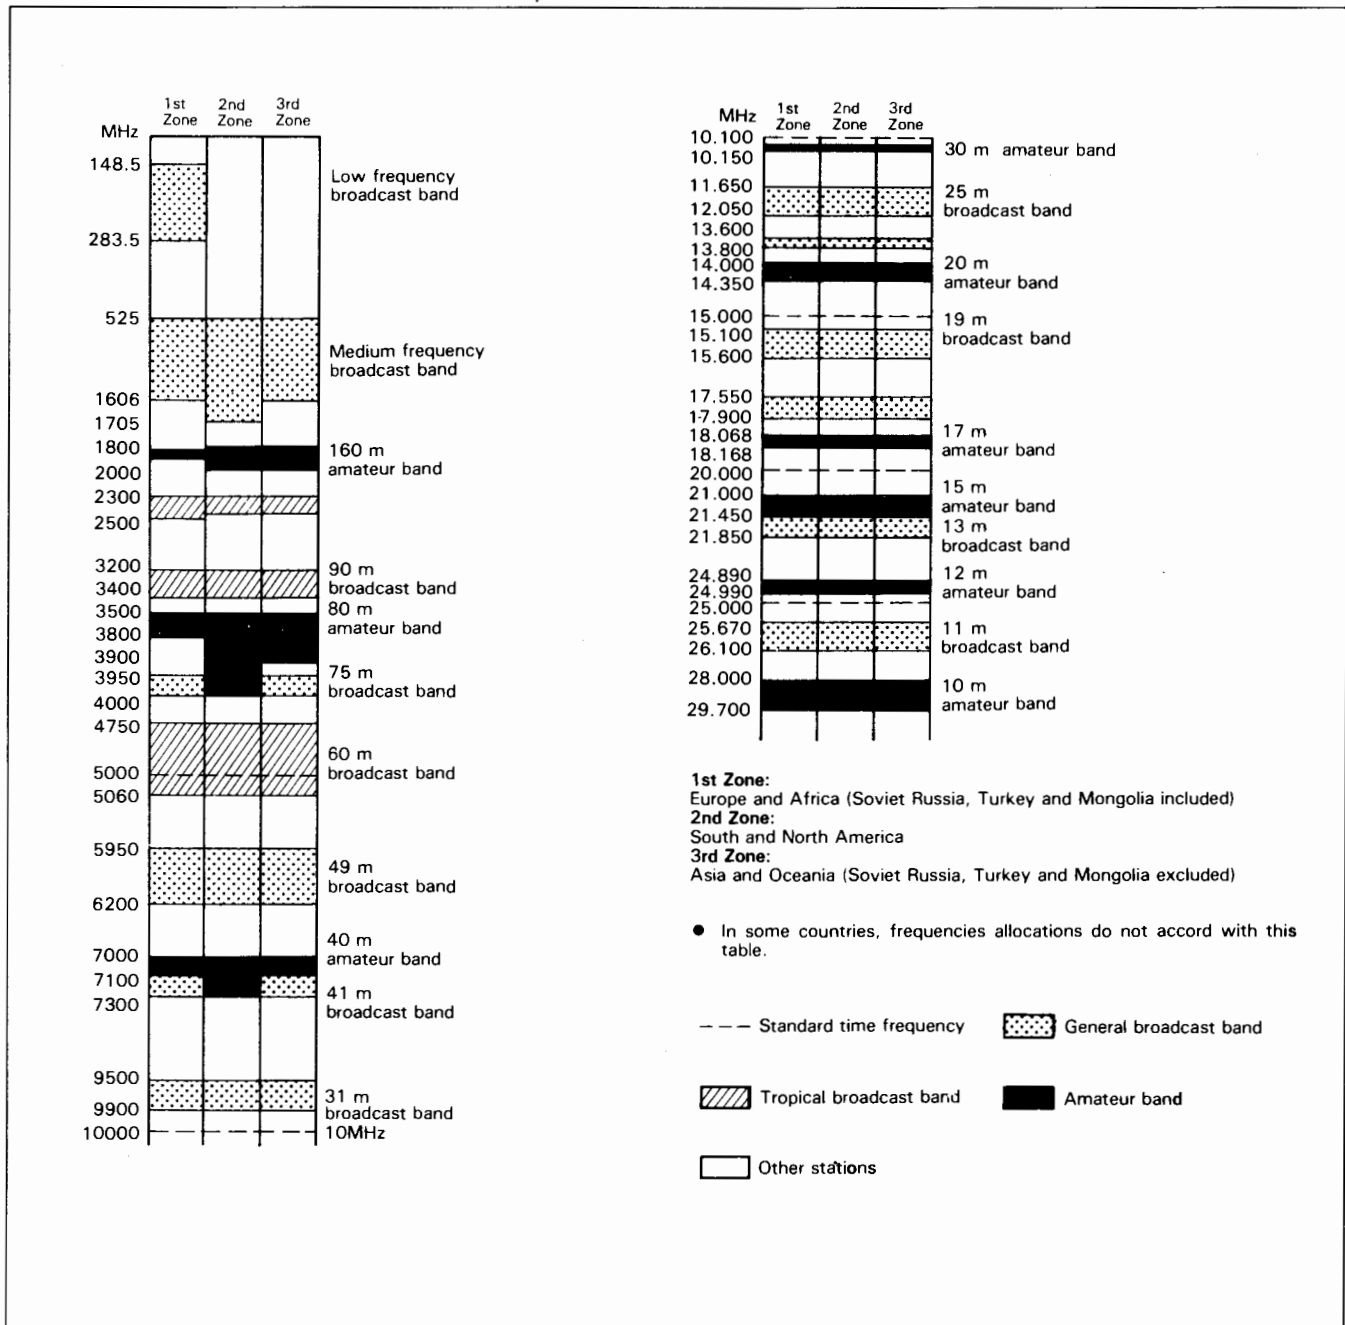 1st 2nd 3rd
Zone Zone Zone
MHz
148.5
Low frequency
broadcast band
283.5
525
Medium frequency
broadcast band
1606
1705
1800
160 m
amateur band
2000
2300
2500
3200
90 m
broadcast band
3400
3500
80 m
amateur band
3800
3900
3950
75 m
broadcast band
4000
4750
60 m
broadcast band
5000
5060
5950
49 m
broadcast band
6200
40 m
amateur band
7000
7100
41 m
broadcast band
7300
9500
31 m
broadcast band
9900
10000
10MHz
1st 2nd 3rd
Zone Zone Zone
MHz
10.100
30 m amateur band
10.150
11.650
25 m
broadcast band
12.050
13.600
13.800
14.000
20 m
amateur band
14.350
15.000
19 m
broadcast band
15.100
15.600
17.550
17.900
18.068
17 m
amateur band
18.168
20.000
21.000
15 m
amateur band
21.450
13 m
broadcast band
21.850
24.890
12 m
amateur band
24.990
25.000
25.670
11 m
broadcast band
26.100
28.000
10 m
amateur band
29.700
1st Zone:
Europe and Africa (Soviet Russia, Turkey and Mongolia included)
2nd Zone:
South and North America
3rd Zone:
Asia and Oceania (Soviet Russia, Turkey and Mongolia excluded)
● In some countries, frequencies allocations do not accord with this
table.
Standard time frequency
General broadcast band
Tropical broadcast band
Amateur band
Other stations